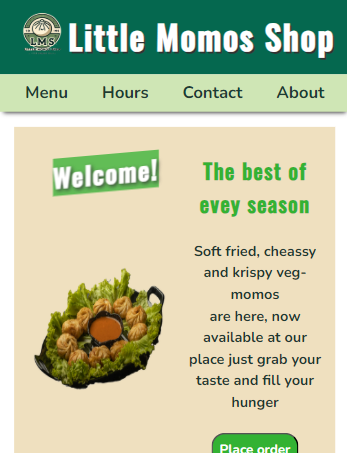 LMS
Little Momos Shop
Menu Hours Contact About
Welcome!
The best of
evey season
Soft fried, cheassy
and krispy veg-
momos
are here, now
available at our
place just grab your
taste and fill your
hunger
Place order